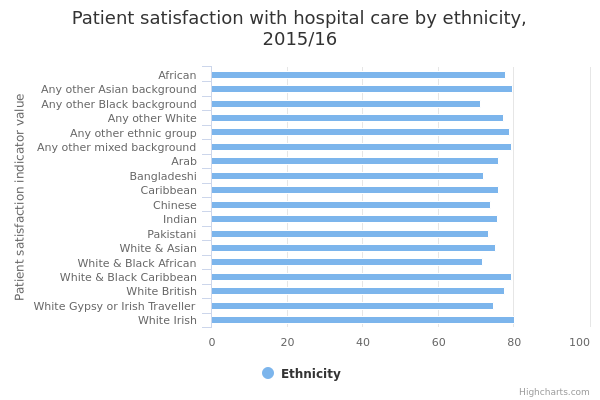 Patient satisfaction with hospital care by ethnicity,
2015/16
Patient satisfaction indicator value
African
Any other Asian background
Any other Black background
Any other White
Any other ethnic group
Any other mixed background
Arab
Bangladeshi
Caribbean
Chinese
Indian
Pakistani
White & Asian
White & Black African
White & Black Caribbean
White British
White Gypsy or Irish Traveller
White Irish
0 20 40 60 80 100
Ethnicity
Highcharts.com